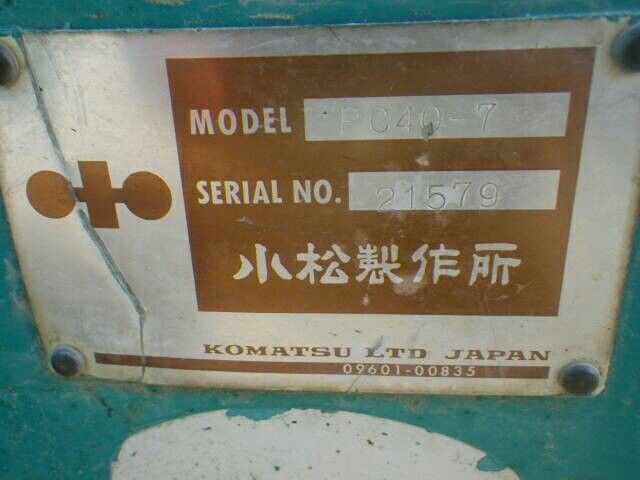 MODEL PC40-7
SERIAL NO. 21579
小松製作所
KOMATSU LTD JAPAN
09601-00835